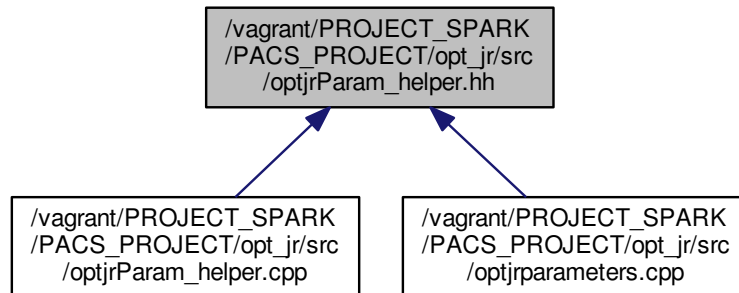 /vagrant/PROJECT_SPARK
/PACS_PROJECT/opt_jr/src
/optjrParam_helper.hh
/vagrant/PROJECT_SPARK
/PACS_PROJECT/opt_jr/src
/optjrParam_helper.cpp
/vagrant/PROJECT_SPARK
/PACS_PROJECT/opt_jr/src
/optjrparameters.cpp